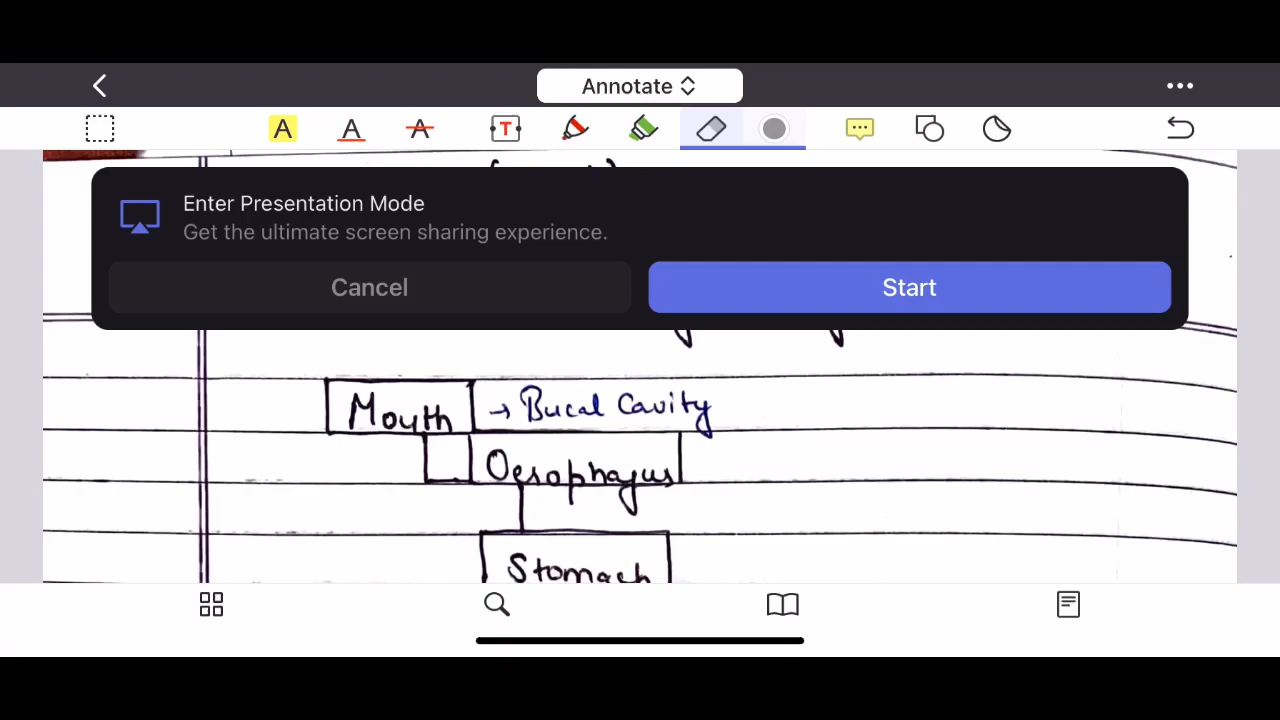 Annotate
A A A T
Enter Presentation Mode
Get the ultimate screen sharing experience.
Cancel
Start
Mouth → Bucal Cavity
Oesophagus
Stomach